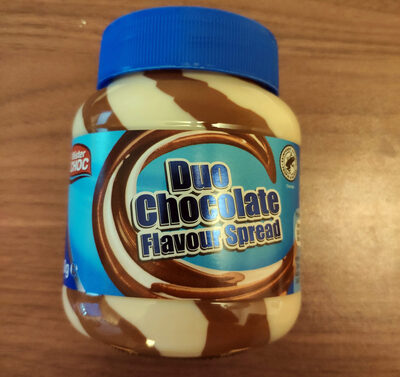 Mister
CHOC
Duo
Chocolate
Flavour Spread